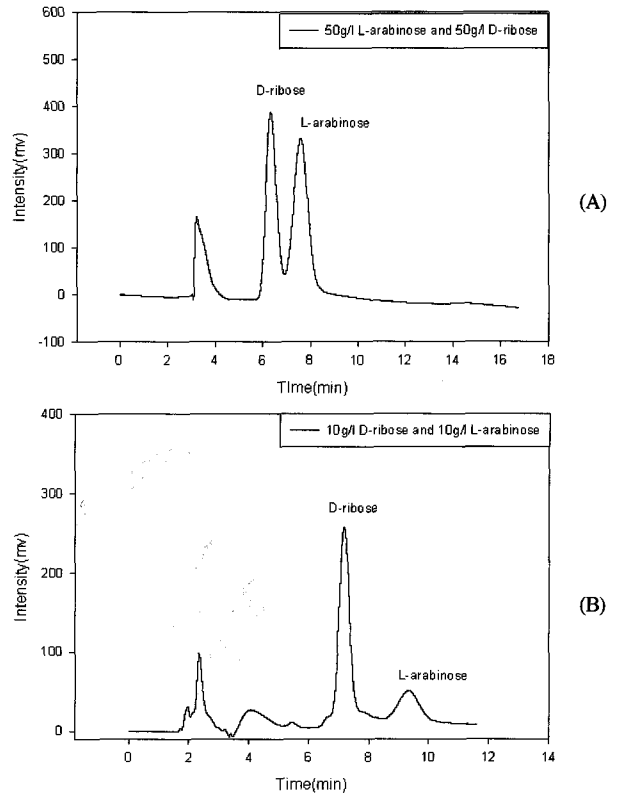 600
500
400
300
200
100
0
-100
Intensity(mv)
50g/l L-arabinose and 50g/l D-ribose
D-ribose
L-arabinose
(A)
0 2 4 6 8 10 12 14 16 18
TIme(min)
400
300
200
100
0
Intensity(mv)
10g/l D-ribose and 10g/l L-arabinose
D-ribose
L-arabinose
(B)
0 2 4 6 8 10 12 14
Time(min)